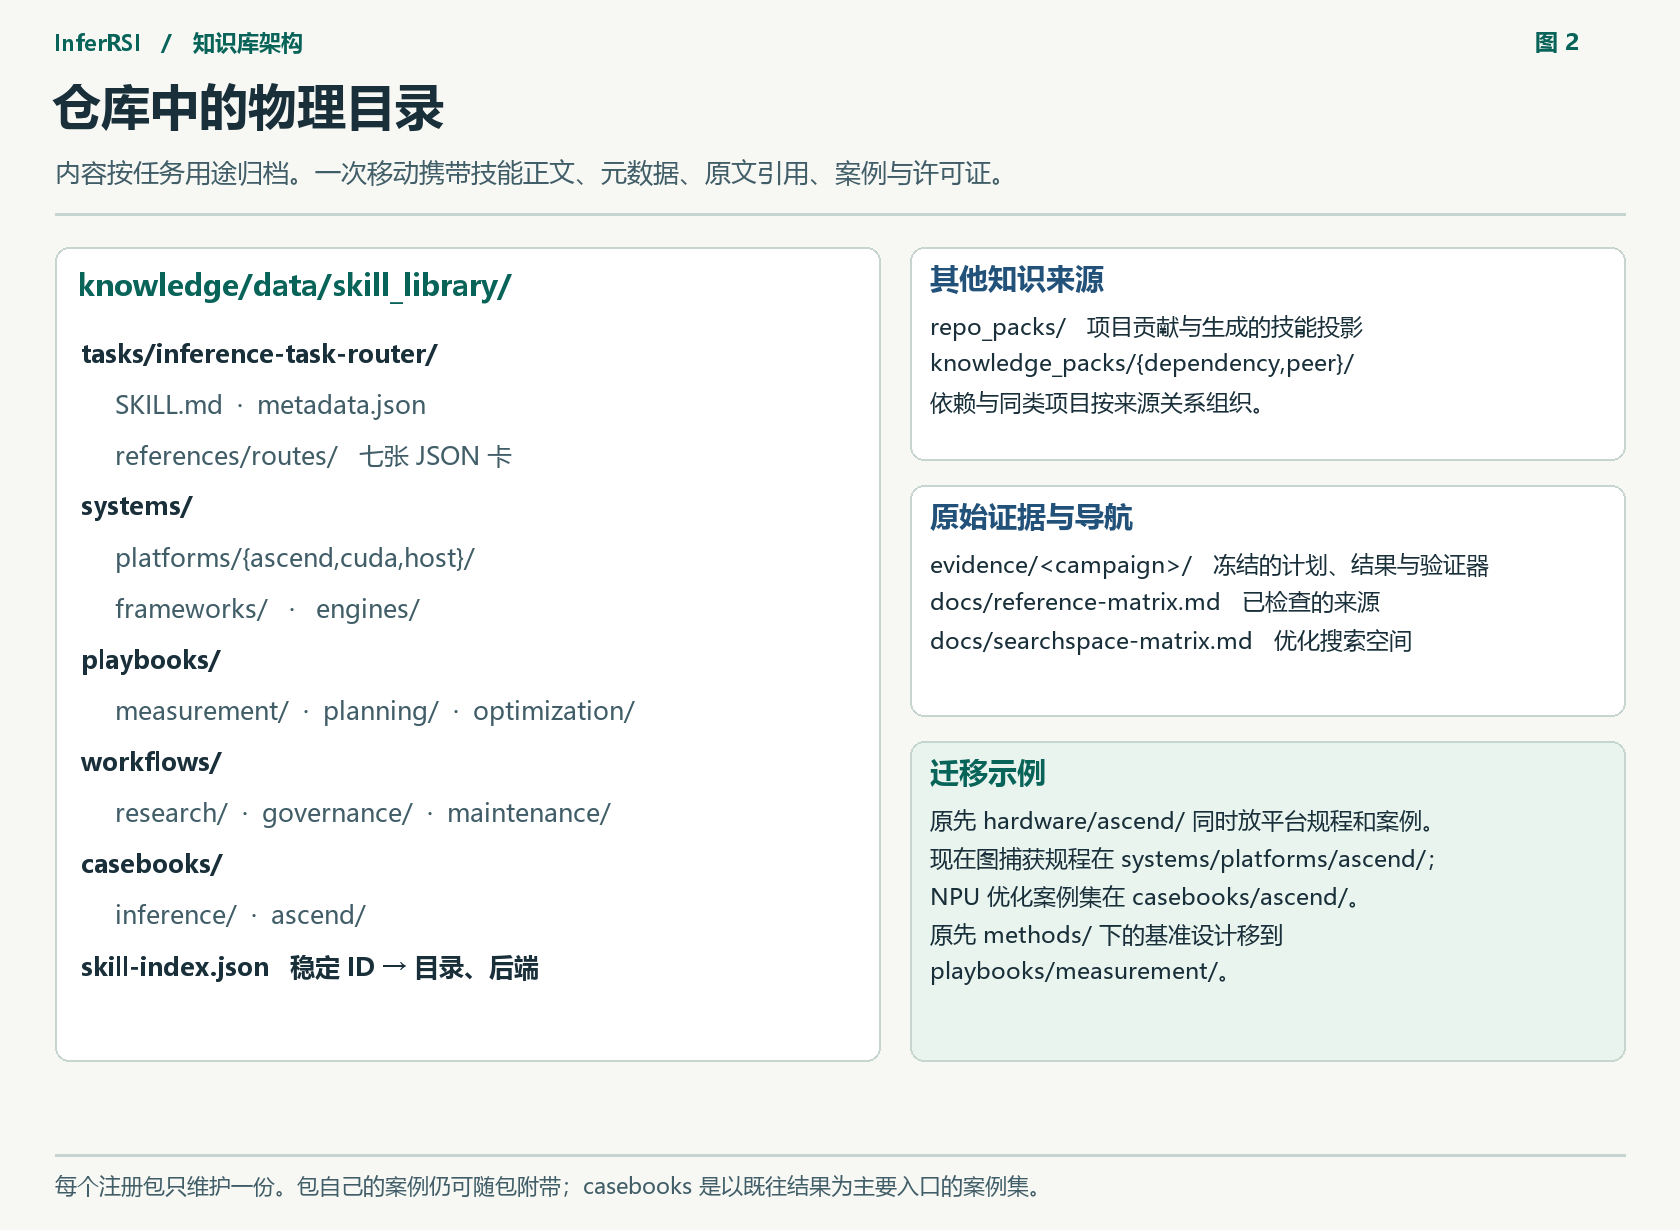 InferRSI / 知识库架构
图 2
仓库中的物理目录
内容按任务用途归档。一次移动携带技能正文、元数据、原文引用、案例与许可证。
knowledge/data/skill_library/
tasks/inference-task-router/
SKILL.md · metadata.json
references/routes/ 七张 JSON 卡
systems/
platforms/{ascend,cuda,host}/
frameworks/ · engines/
playbooks/
measurement/ · planning/ · optimization/
workflows/
research/ · governance/ · maintenance/
casebooks/
inference/ · ascend/
skill-index.json 稳定 ID → 目录、后端
其他知识来源
repo_packs/ 项目贡献与生成的技能投影
knowledge_packs/{dependency,peer}/
依赖与同类项目按来源关系组织。
原始证据与导航
evidence/<campaign>/ 冻结的计划、结果与验证器
docs/reference-matrix.md 已检查的来源
docs/searchspace-matrix.md 优化搜索空间
迁移示例
原先 hardware/ascend/ 同时放平台规程和案例。
现在图捕获规程在 systems/platforms/ascend/；
NPU 优化案例集在 casebooks/ascend/。
原先 methods/ 下的基准设计移到
playbooks/measurement/。
每个注册包只维护一份。包自己的案例仍可随包附带；casebooks 是以既往结果为主要入口的案例集。